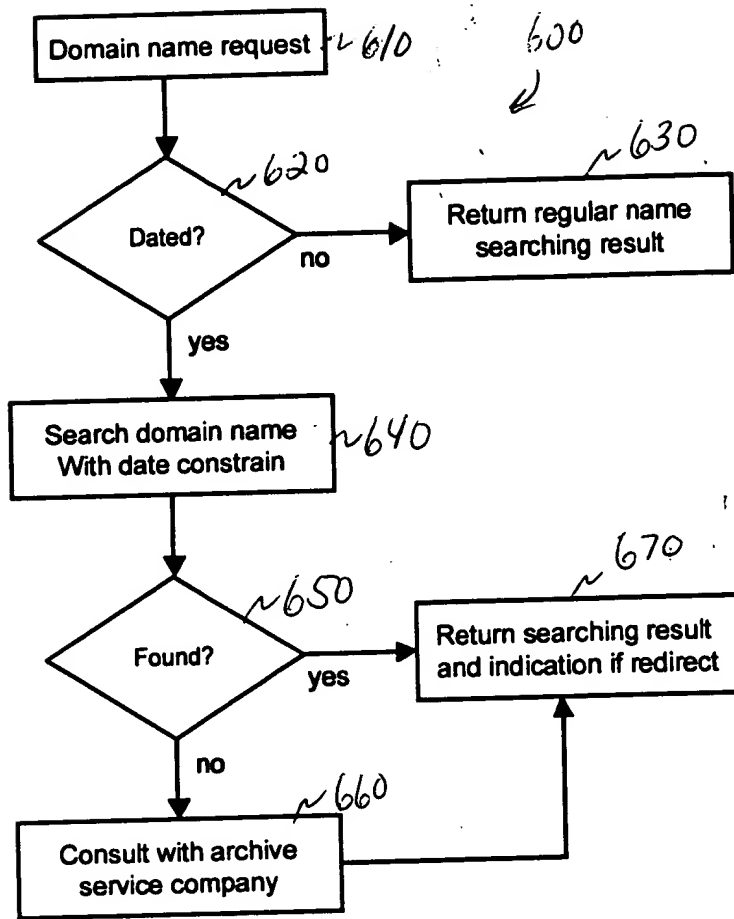 Domain name request ~610
600
~620
~630
Dated?
no
Return regular name
searching result
yes
Search domain name
With date constrain
~640
~650
~670
Found?
yes
Return searching result
and indication if redirect
no
~660
Consult with archive
service company